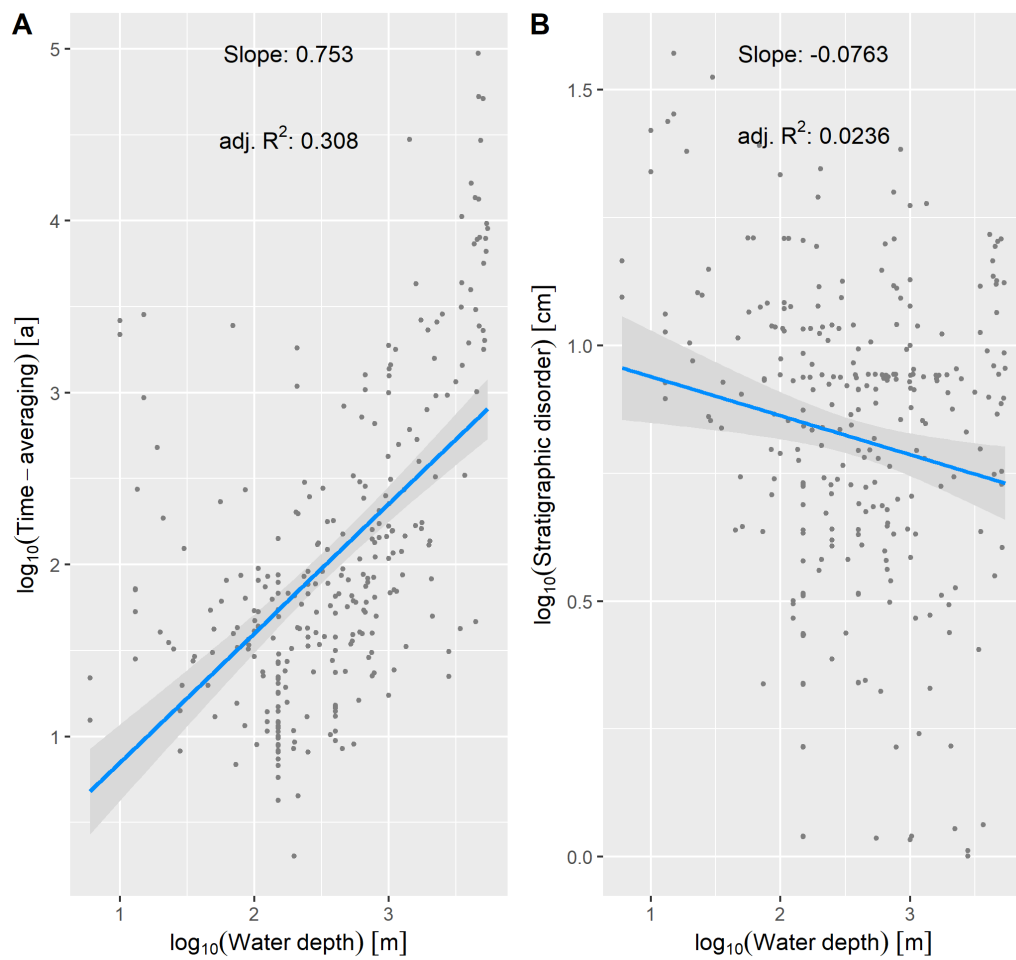 A
Slope: 0.753
adj. R²: 0.308
5
4
3
2
1
log₁₀(Time−averaging) [a]
1
2
3
log₁₀(Water depth) [m]
B
Slope: -0.0763
adj. R²: 0.0236
1.5
1.0
0.5
0.0
log₁₀(Stratigraphic disorder) [cm]
1
2
3
log₁₀(Water depth) [m]